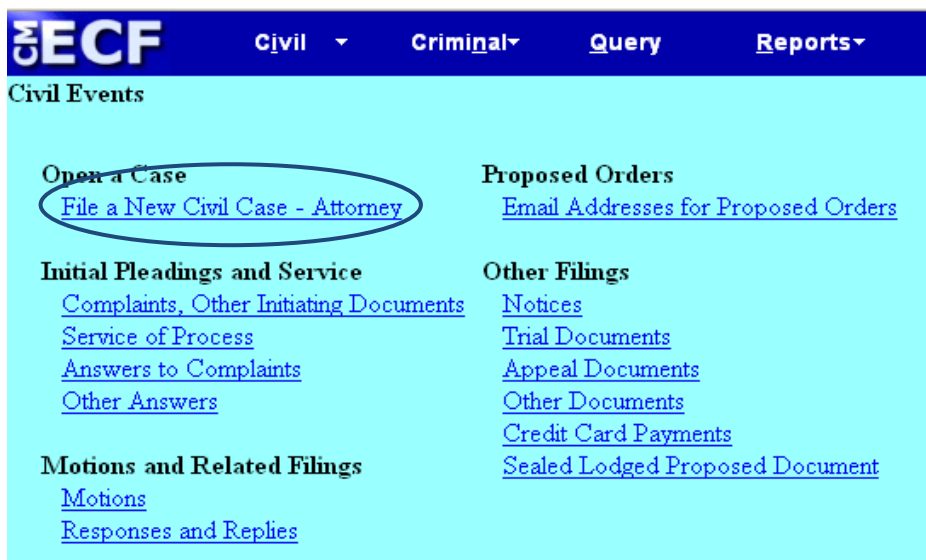 CM ECF Civil Criminal Query Reports
Civil Events
Open a Case
File a New Civil Case - Attorney
Initial Pleadings and Service
Complaints, Other Initiating Documents
Service of Process
Answers to Complaints
Other Answers
Motions and Related Filings
Motions
Responses and Replies
Proposed Orders
Email Addresses for Proposed Orders
Other Filings
Notices
Trial Documents
Appeal Documents
Other Documents
Credit Card Payments
Sealed Lodged Proposed Document